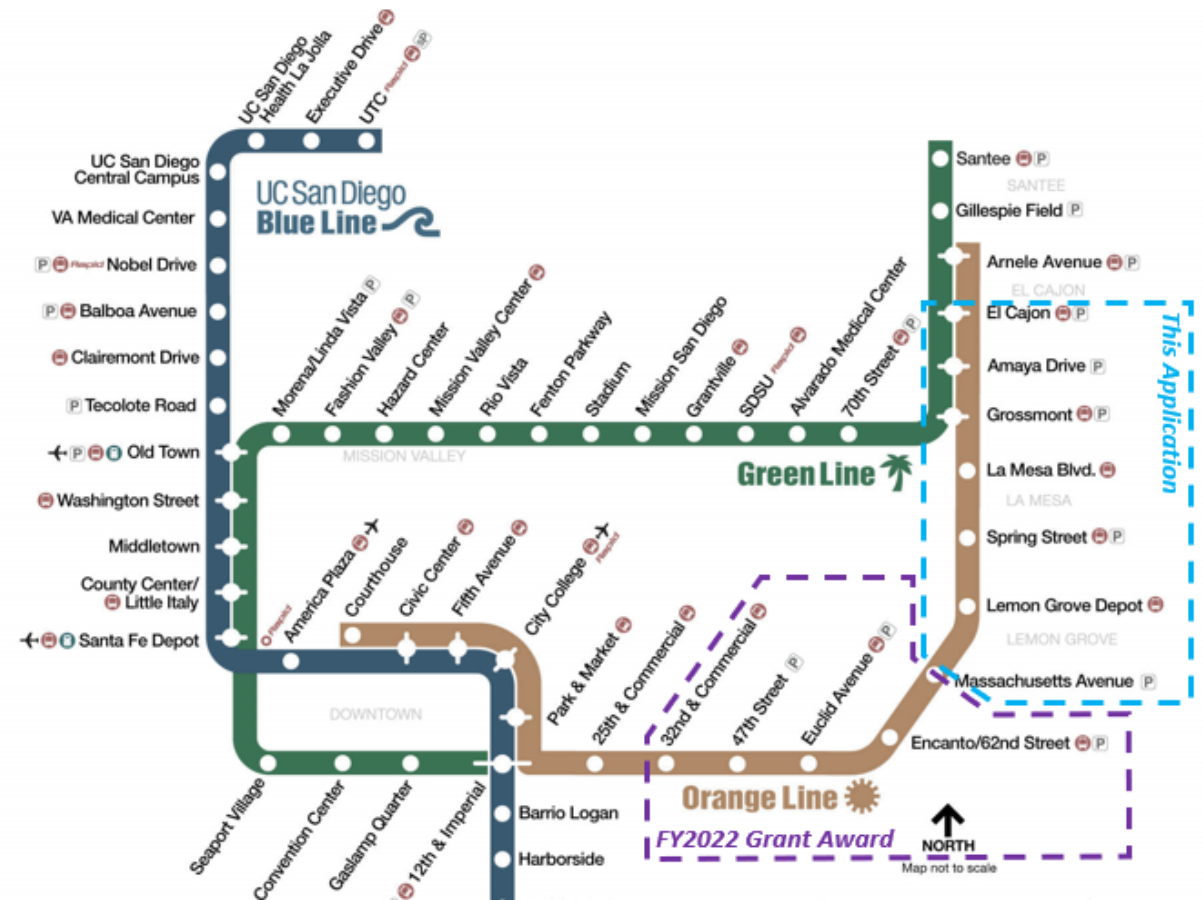 UC San Diego
Health La Jolla
Executive Drive
UTC Rapid P
UC San Diego
Central Campus
VA Medical Center
P Rapid Nobel Drive
P Balboa Avenue
Clairemont Drive
P Tecolote Road
P Old Town
Washington Street
Middletown
County Center/
Little Italy
Santa Fe Depot
UC San Diego
Blue Line
Morena/Linda Vista P
Fashion Valley P
Hazard Center
Mission Valley Center
Rio Vista
Fenton Parkway
Stadium
Mission San Diego
Grantville
SDSU Rapid
Alvarado Medical Center
70th Street P
MISSION VALLEY
Green Line
Santee P
SANTEE
Gillespie Field P
Arnele Avenue P
EL CAJON
El Cajon P
Amaya Drive P
Grossmont P
La Mesa Blvd.
LA MESA
Spring Street P
Lemon Grove Depot
LEMON GROVE
Massachusetts Avenue P
Encanto/62nd Street P
This Application
Rapid
America Plaza
Courthouse
Civic Center
Fifth Avenue
City College Rapid
Park & Market
25th & Commercial
32nd & Commercial
47th Street P
Euclid Avenue P
DOWNTOWN
Orange Line
FY2022 Grant Award
Seaport Village
Convention Center
Gaslamp Quarter
12th & Imperial
Barrio Logan
Harborside
NORTH
Map not to scale